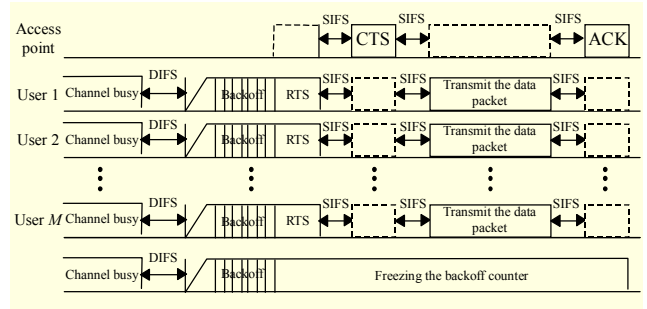 SIFS SIFS SIFS
Access
point
CTS
ACK
DIFS
User 1 Channel busy Backoff RTS SIFS SIFS Transmit the data
packet
SIFS
DIFS
User 2 Channel busy Backoff RTS SIFS SIFS Transmit the data
packet
SIFS
DIFS
User M Channel busy Backoff RTS SIFS SIFS Transmit the data
packet
SIFS
DIFS
Channel busy Backoff Freezing the backoff counter